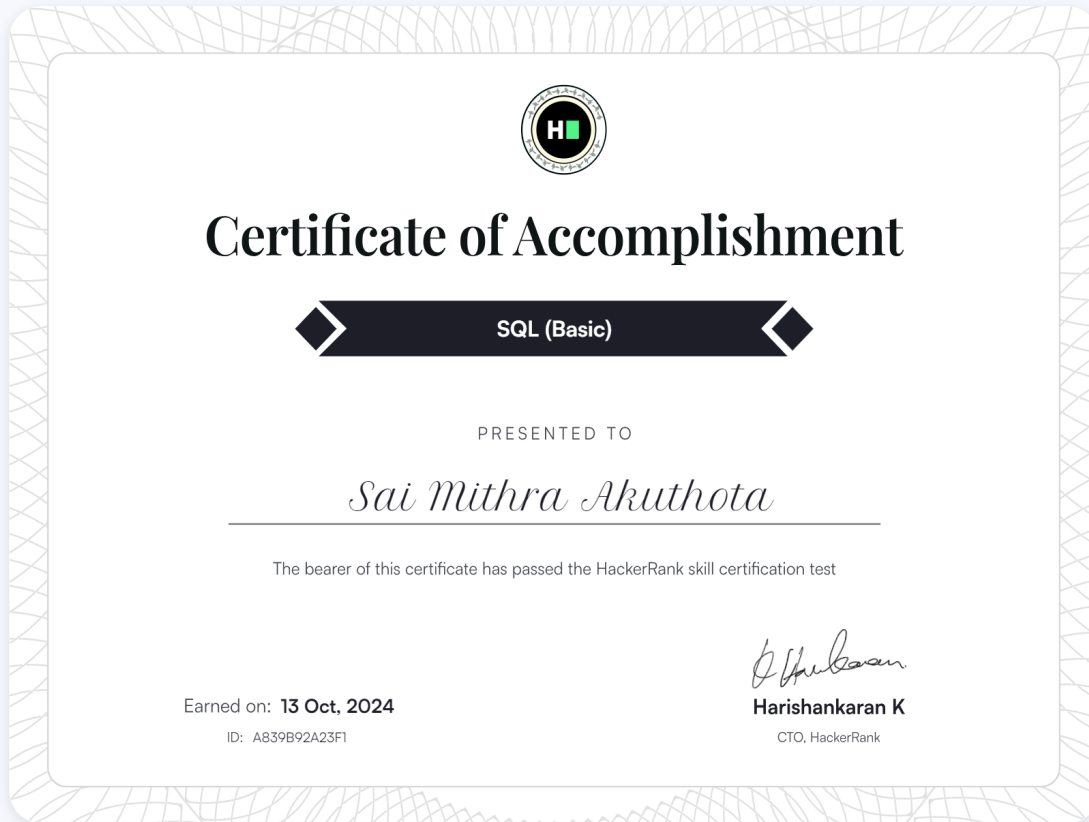 H
Certificate of Accomplishment
SQL (Basic)
PRESENTED TO
Sai Mithra Akuthota
The bearer of this certificate has passed the HackerRank skill certification test
Earned on: 13 Oct, 2024
ID: A839B92A23F1
Harishankaran K
CTO, HackerRank